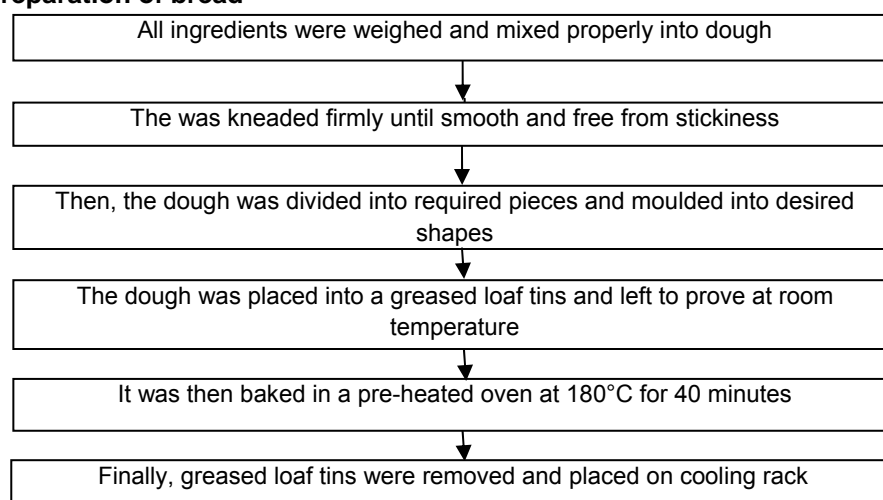 reparation of bread
All ingredients were weighed and mixed properly into dough
The was kneaded firmly until smooth and free from stickiness
Then, the dough was divided into required pieces and moulded into desired
shapes
The dough was placed into a greased loaf tins and left to prove at room
temperature
It was then baked in a pre-heated oven at 180°C for 40 minutes
Finally, greased loaf tins were removed and placed on cooling rack